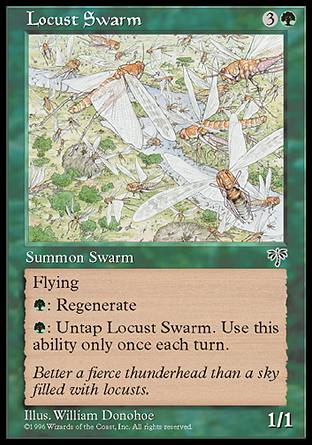 Locust Swarm 3
Summon Swarm
Flying
: Regenerate
: Untap Locust Swarm. Use this
ability only once each turn.
Better a fierce thunderhead than a sky
filled with locusts.
Illus. William Donohoe
©1996 Wizards of the Coast, Inc. All rights reserved.
1/1